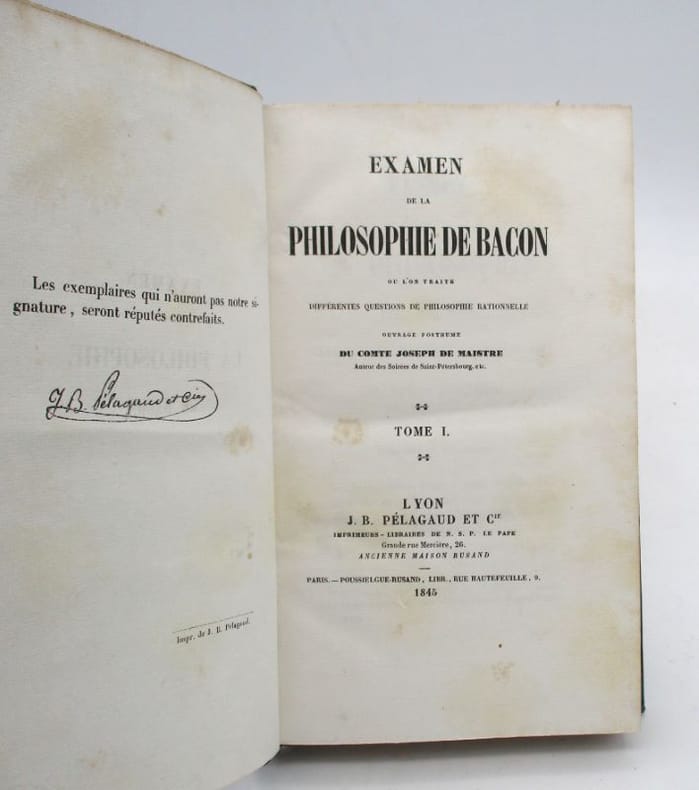 Les exemplaires qui n'auront pas notre si-
gnature, seront réputés contrefaits.
J. B. Pélagaud et Cie
Impr. de J. B. Pélagaud.
EXAMEN
DE LA
PHILOSOPHIE DE BACON
OU L'ON TRAITE
DIFFÉRENTES QUESTIONS DE PHILOSOPHIE RATIONNELLE
OUVRAGE POSTHUME
DU COMTE JOSEPH DE MAISTRE
Auteur des Soirées de Saint-Pétersbourg, etc.
TOME I.
LYON
J. B. PÉLAGAUD ET Cie
IMPRIMEURS-LIBRAIRES DE N. S. P. LE PAPE
Grande rue Mercière, 26.
ANCIENNE MAISON RUSAND
PARIS.—POUSSIELGUE-RUSAND, LIBR., RUE HAUTEFEUILLE, 9.
1845